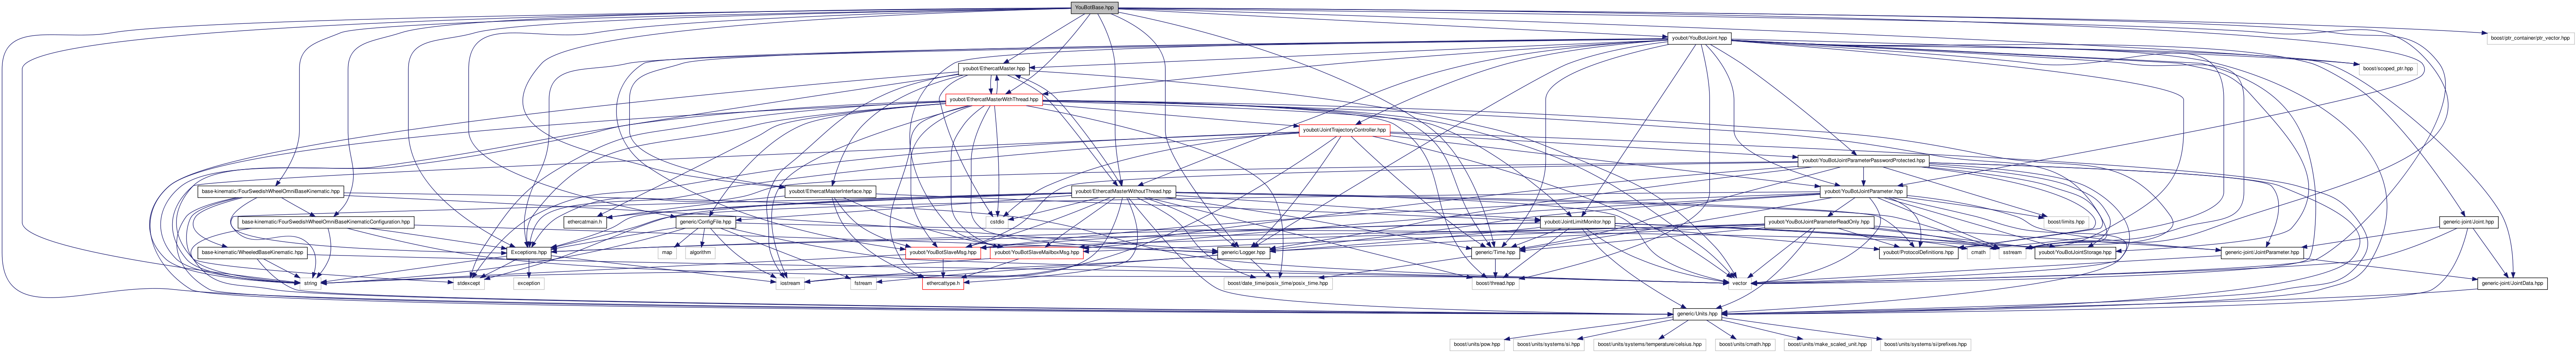 YouBotBase.hpp
youbot/YouBotJoint.hpp
boost/ptr_container/ptr_vector.hpp
youbot/EthercatMaster.hpp
boost/scoped_ptr.hpp
youbot/EthercatMasterWithThread.hpp
youbot/JointTrajectoryController.hpp
youbot/YouBotJointParameterPasswordProtected.hpp
base-kinematic/FourSwedishWheelOmniBaseKinematic.hpp
youbot/EthercatMasterInterface.hpp
youbot/EthercatMasterWithoutThread.hpp
youbot/YouBotJointParameter.hpp
base-kinematic/FourSwedishWheelOmniBaseKinematicConfiguration.hpp
ethercatmain.h
generic/ConfigFile.hpp
cstdio
youbot/JointLimitMonitor.hpp
youbot/YouBotJointParameterReadOnly.hpp
boost/limits.hpp
generic-joint/Joint.hpp
base-kinematic/WheeledBaseKinematic.hpp
Exceptions.hpp
map
algorithm
youbot/YouBotSlaveMsg.hpp
youbot/YouBotSlaveMailboxMsg.hpp
generic/Logger.hpp
generic/Time.hpp
youbot/ProtocolDefinitions.hpp
cmath
sstream
youbot/YouBotJointStorage.hpp
generic-joint/JointParameter.hpp
string
stdexcept
exception
iostream
fstream
ethercattype.h
boost/date_time/posix_time/posix_time.hpp
boost/thread.hpp
vector
generic-joint/JointData.hpp
generic/Units.hpp
boost/units/pow.hpp
boost/units/systems/si.hpp
boost/units/systems/temperature/celsius.hpp
boost/units/cmath.hpp
boost/units/make_scaled_unit.hpp
boost/units/systems/si/prefixes.hpp